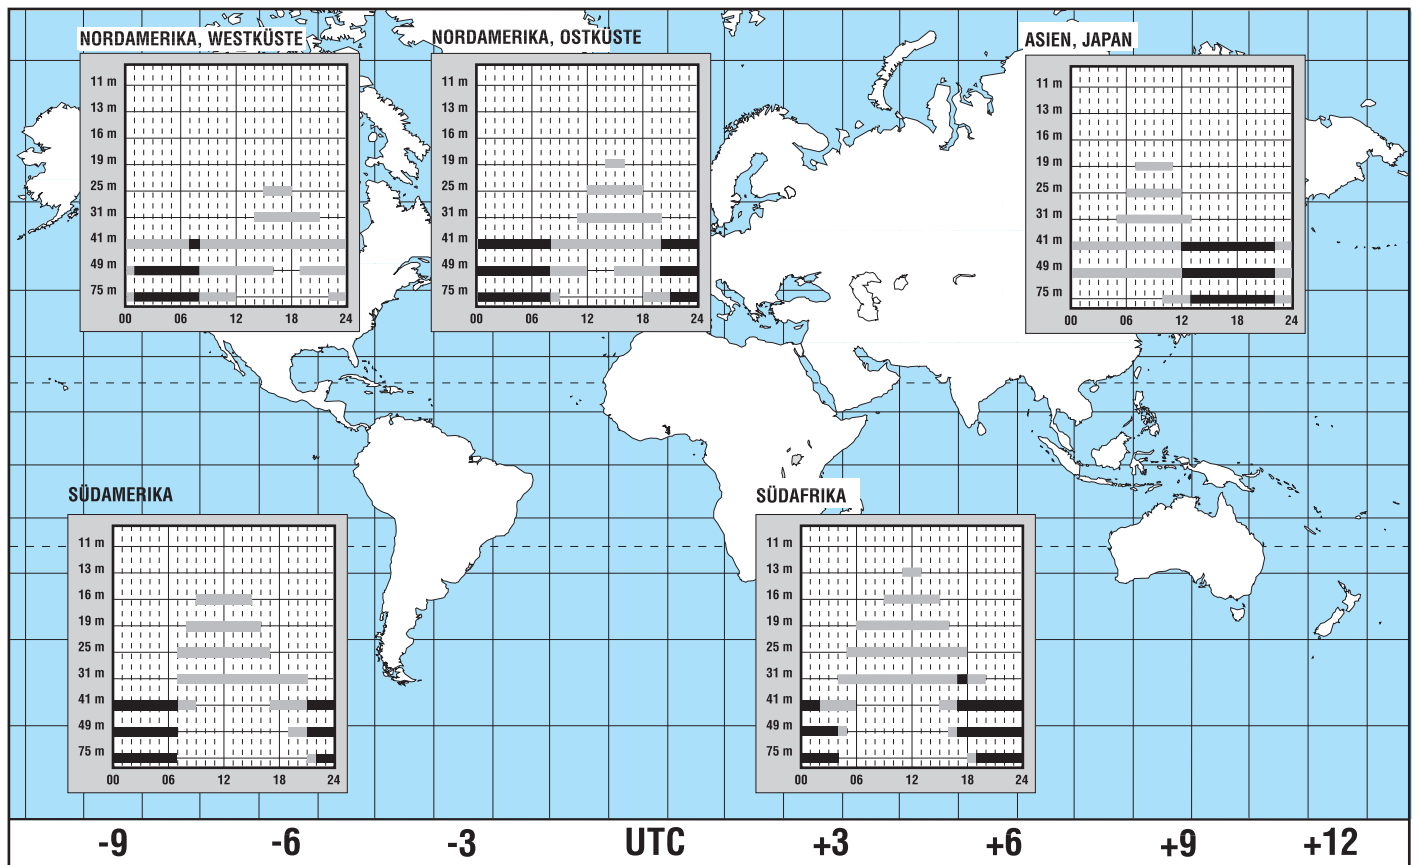 NORDAMERIKA, WESTKÜSTE
11 m
13 m
16 m
19 m
25 m
31 m
41 m
49 m
75 m
00 06 12 18 24
NORDAMERIKA, OSTKÜSTE
11 m
13 m
16 m
19 m
25 m
31 m
41 m
49 m
75 m
00 06 12 18 24
ASIEN, JAPAN
11 m
13 m
16 m
19 m
25 m
31 m
41 m
49 m
75 m
00 06 12 18 24
SÜDAMERIKA
11 m
13 m
16 m
19 m
25 m
31 m
41 m
49 m
75 m
00 06 12 18 24
SÜDAFRIKA
11 m
13 m
16 m
19 m
25 m
31 m
41 m
49 m
75 m
00 06 12 18 24
-9 -6 -3 UTC +3 +6 +9 +12